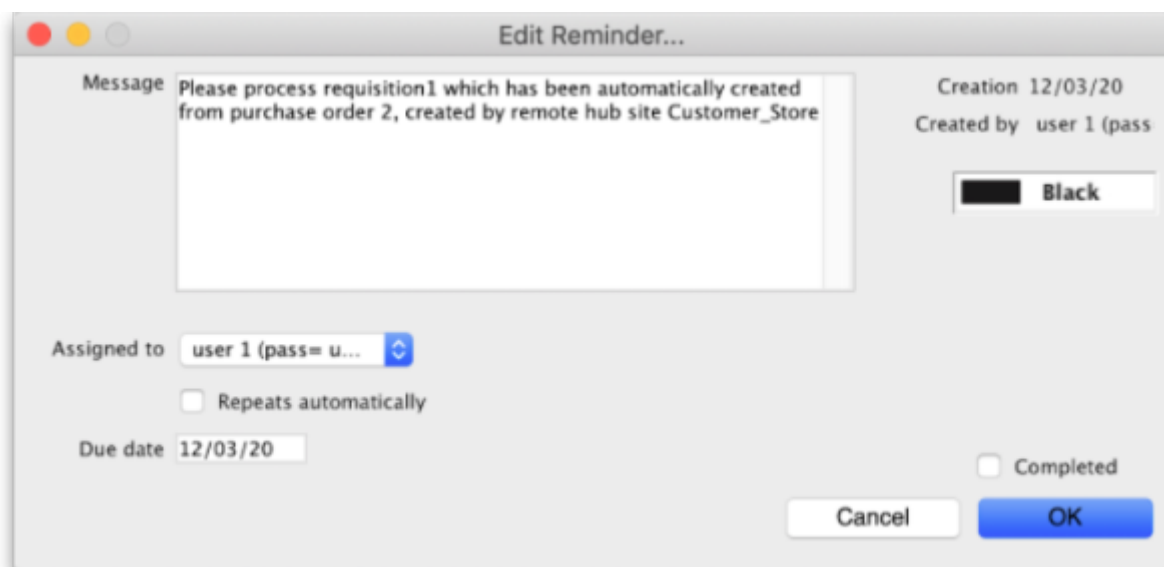 Edit Reminder...
Message
Please process requisition1 which has been automatically created
from purchase order 2, created by remote hub site Customer_Store
Creation 12/03/20
Created by user 1 (pass
Black
Assigned to user 1 (pass= u...
Repeats automatically
Due date 12/03/20
Completed
Cancel OK